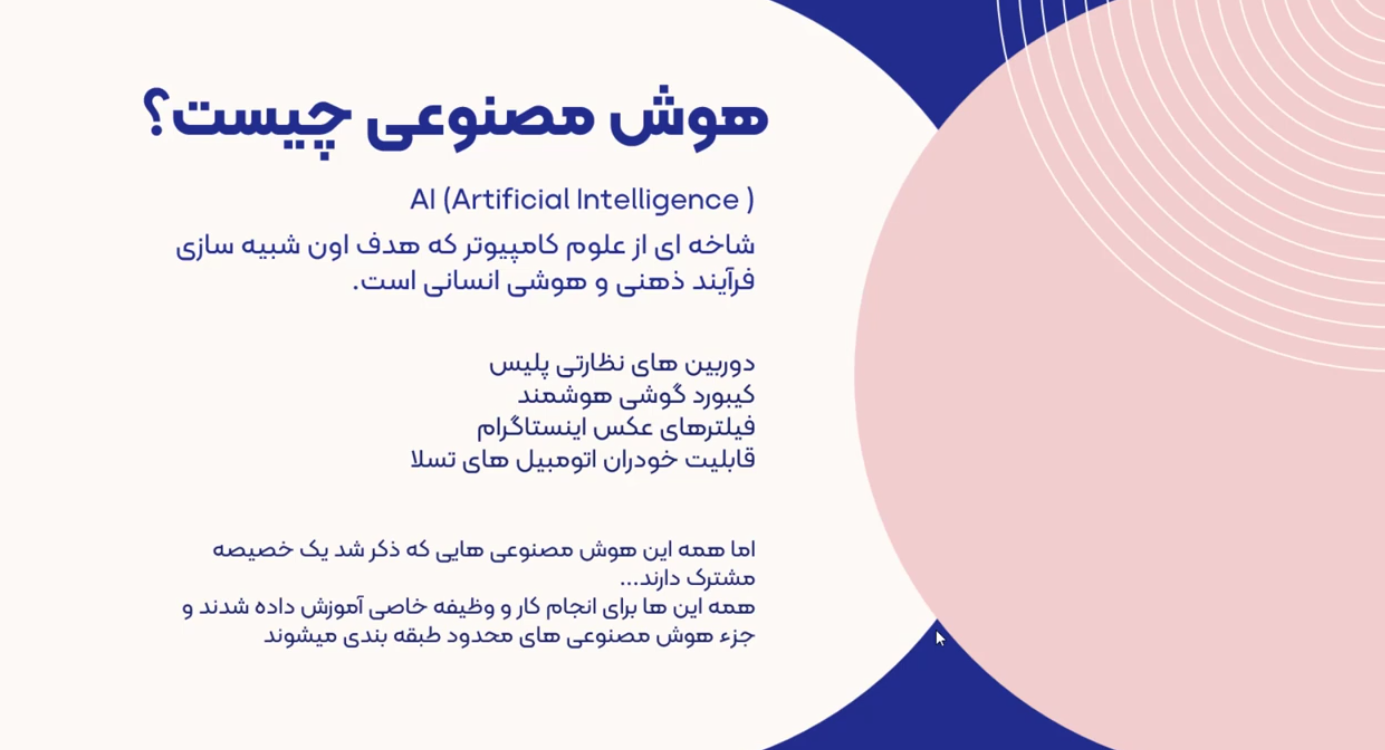 هوش مصنوعی چیست؟
AI (Artificial Intelligence )
شاخه ای از علوم کامپیوتر که هدف اون شبیه سازی
فرآیند ذهنی و هوشی انسانی است.
دوربین های نظارتی پلیس
کیبورد گوشی هوشمند
فیلترهای عکس اینستاگرام
قابلیت خودران اتومبیل های تسلا
اما همه این هوش مصنوعی هایی که ذکر شد یک خصیصه
مشترک دارند...
همه این ها برای انجام کار و وظیفه خاصی آموزش داده شدند و
جزء هوش مصنوعی های محدود طبقه بندی میشوند